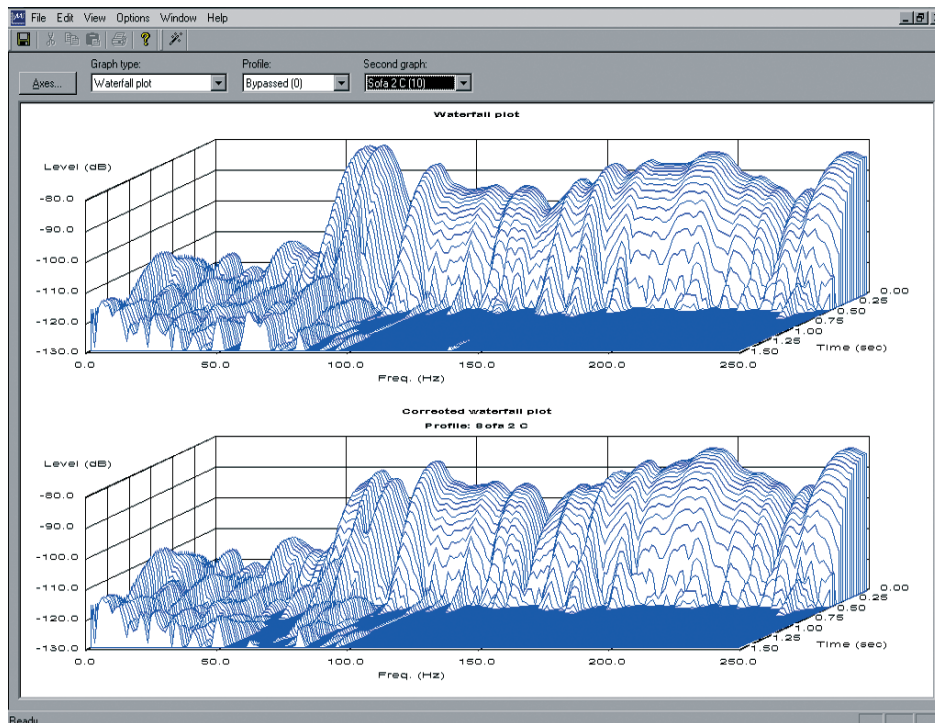 File Edit View Options Window Help
Graph type: Profile: Second graph:
Axes... Waterfall plot Bypassed (0) Sofa 2 C (10)
Waterfall plot
Level (dB)
-80.0
-90.0
-100.0
-110.0
-120.0
-130.0
0.0 50.0 100.0 150.0 200.0 250.0
Freq. (Hz)
0.00
0.25
0.50
0.75
1.00
1.25
1.50
Time (sec)
Corrected waterfall plot
Profile: Sofa 2 C
Level (dB)
-80.0
-90.0
-100.0
-110.0
-120.0
-130.0
0.0 50.0 100.0 150.0 200.0 250.0
Freq. (Hz)
0.00
0.25
0.50
0.75
1.00
1.25
1.50
Time (sec)
Ready